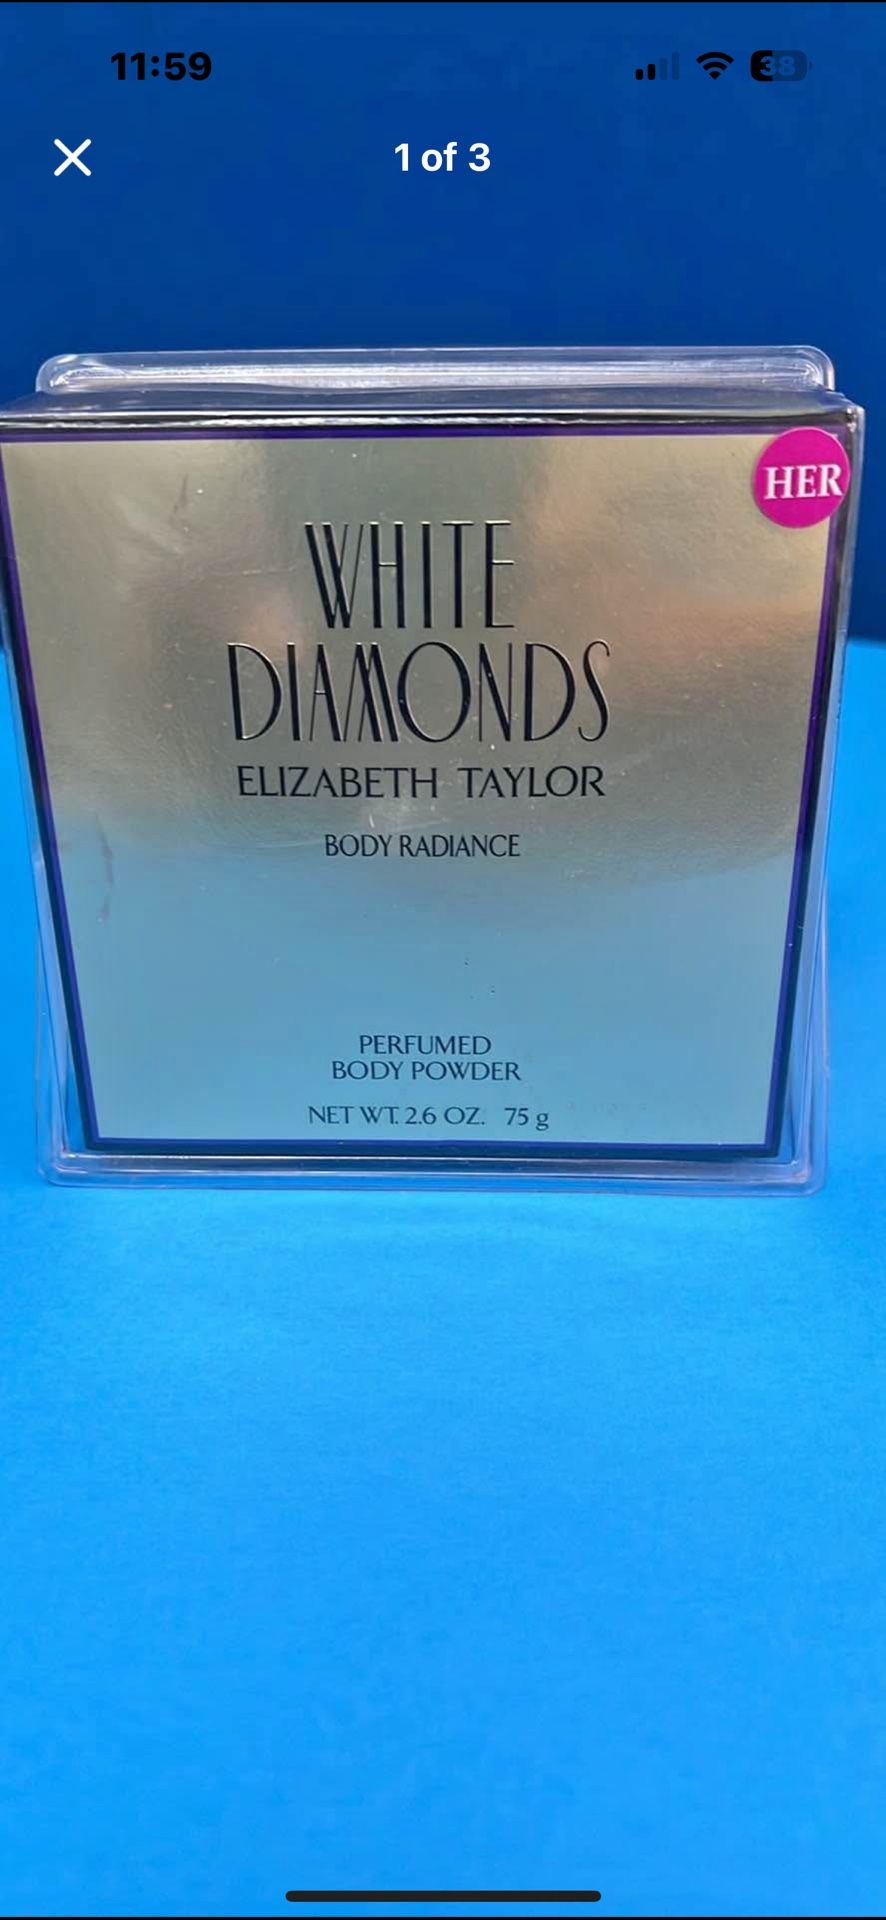 11:59
38
1 of 3
HER
WHITE
DIAMONDS
ELIZABETH TAYLOR
BODY RADIANCE
PERFUMED
BODY POWDER
NET WT. 2.6 OZ. 75 g